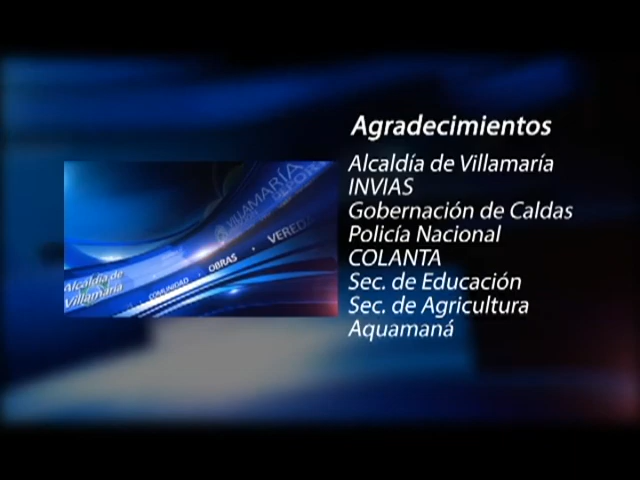 Agradecimientos
Alcaldía de Villamaría
INVIAS
Gobernación de Caldas
Policía Nacional
COLANTA
Sec. de Educación
Sec. de Agricultura
Aquamaná
VILLAMARÍA
Alcaldía de
Villamaría
COMUNIDAD · OBRAS ·